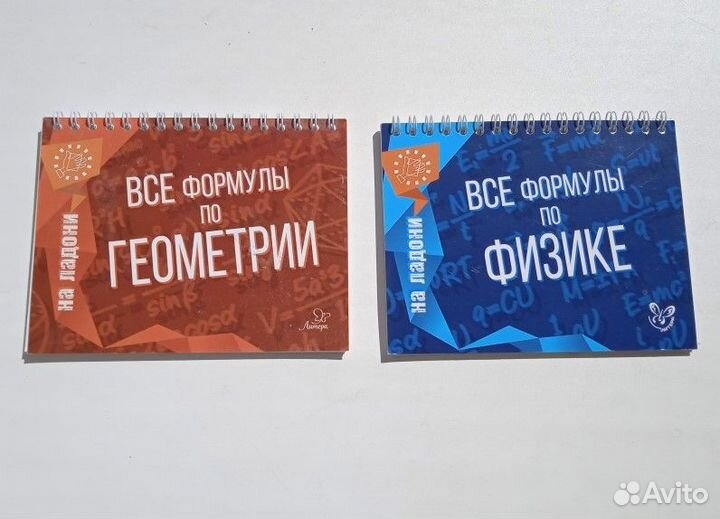 ВСЕ ФОРМУЛЫ
ПО
ГЕОМЕТРИИ
на ладони
Литера
ВСЕ ФОРМУЛЫ
ПО
ФИЗИКЕ
на ладони
Avito